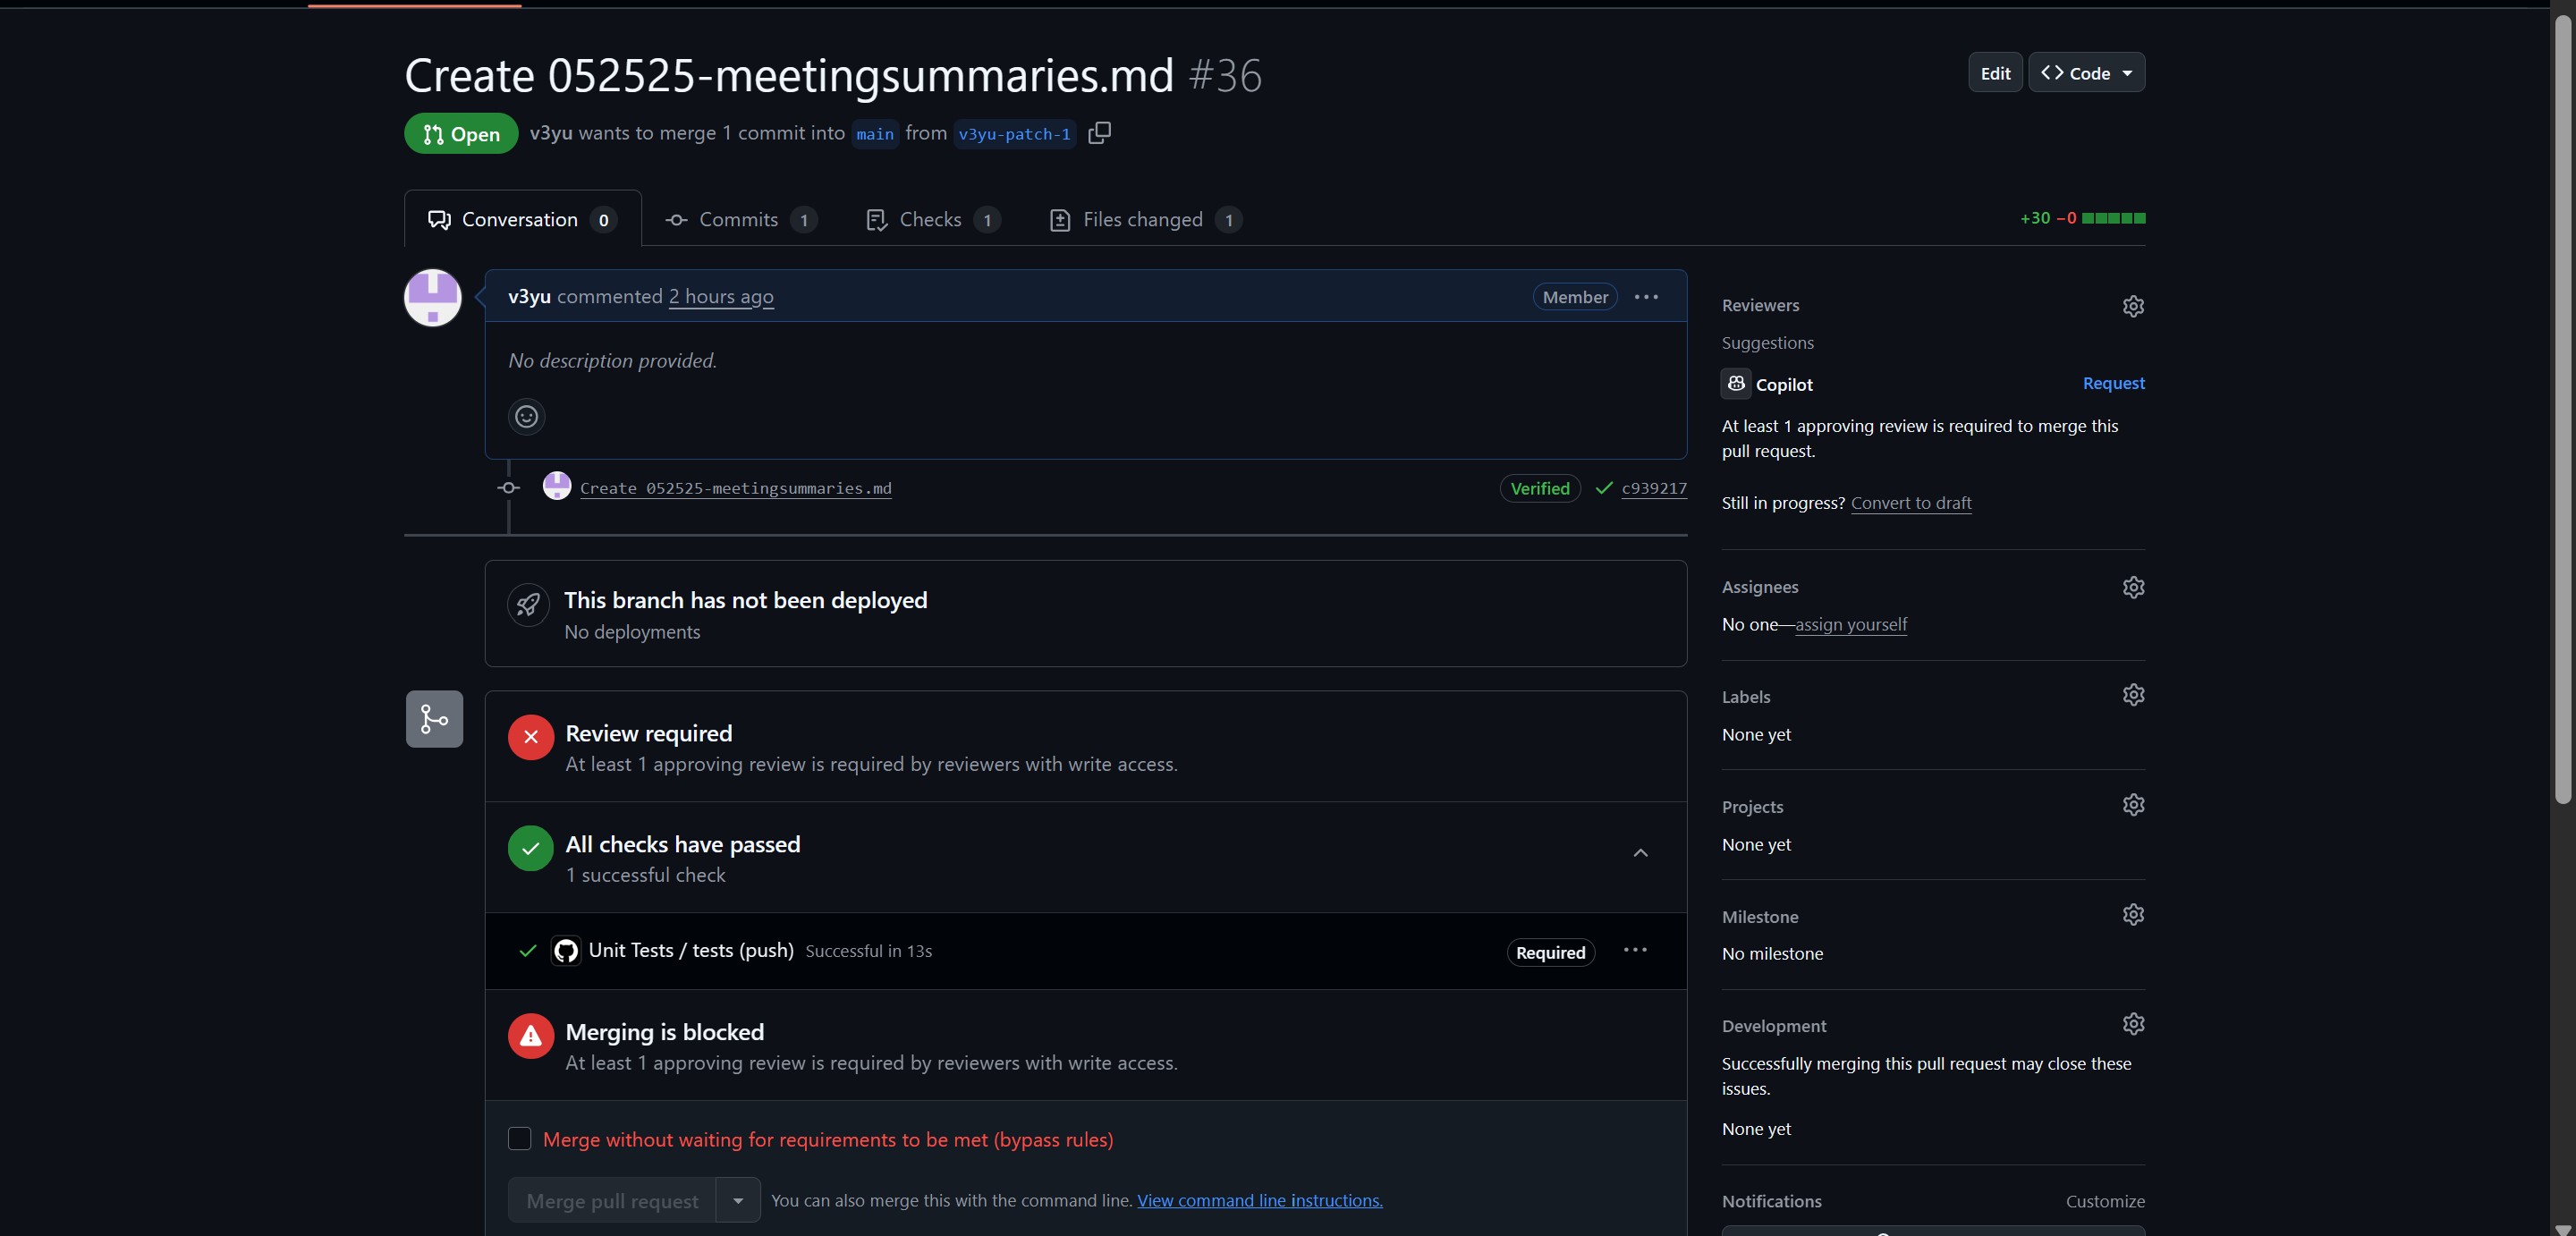 Create 052525-meetingsummaries.md #36
Edit
Code
Open
v3yu wants to merge 1 commit into main from v3yu-patch-1
Conversation 0
Commits 1
Checks 1
Files changed 1
+30 −0
v3yu commented 2 hours ago
Member
No description provided.
Create 052525-meetingsummaries.md
Verified
c939217
This branch has not been deployed
No deployments
Review required
At least 1 approving review is required by reviewers with write access.
All checks have passed
1 successful check
Unit Tests / tests (push) Successful in 13s
Required
Merging is blocked
At least 1 approving review is required by reviewers with write access.
Merge without waiting for requirements to be met (bypass rules)
Merge pull request
You can also merge this with the command line. View command line instructions.
Reviewers
Suggestions
Copilot
Request
At least 1 approving review is required to merge this
pull request.
Still in progress? Convert to draft
Assignees
No one—assign yourself
Labels
None yet
Projects
None yet
Milestone
No milestone
Development
Successfully merging this pull request may close these
issues.
None yet
Notifications
Customize